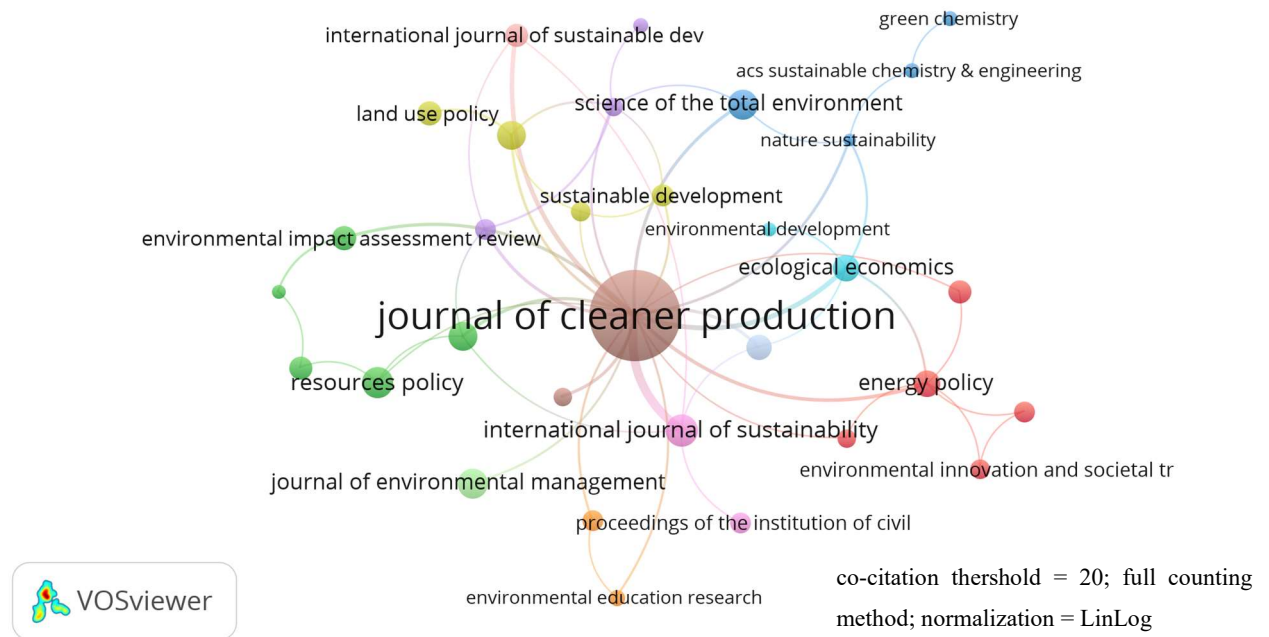 green chemistry
international journal of sustainable dev
acs sustainable chemistry & engineering
science of the total environment
land use policy
nature sustainability
sustainable development
environmental development
environmental impact assessment review
ecological economics
journal of cleaner production
resources policy
energy policy
international journal of sustainability
environmental innovation and societal tr
journal of environmental management
proceedings of the institution of civil
environmental education research
VOSviewer
co-citation thershold = 20; full counting
method; normalization = LinLog